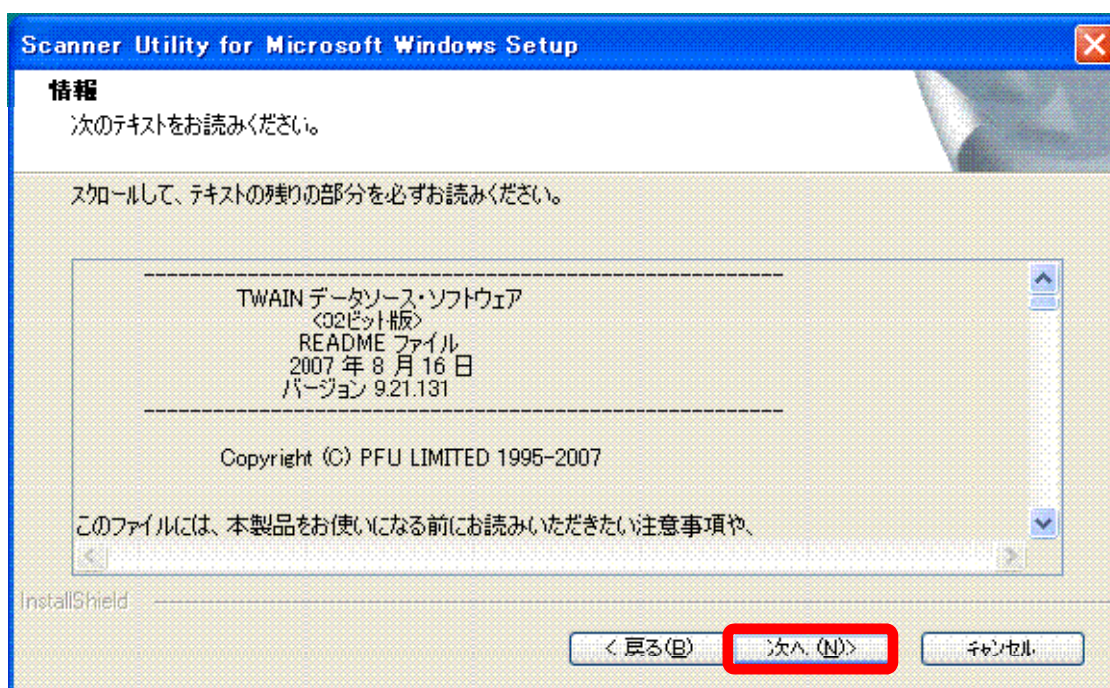 Scanner Utility for Microsoft Windows Setup
情報
次のテキストをお読みください。
スクロールして、テキストの残りの部分を必ずお読みください。
------------------------------------------------------
TWAIN データソース・ソフトウェア
<32ビット版>
README ファイル
2007 年 8 月 16 日
バージョン 9.21.131
------------------------------------------------------
Copyright (C) PFU LIMITED 1995-2007
このファイルには、本製品をお使いになる前にお読みいただきたい注意事項や、
InstallShield
< 戻る(B)
次へ (N)>
キャンセル